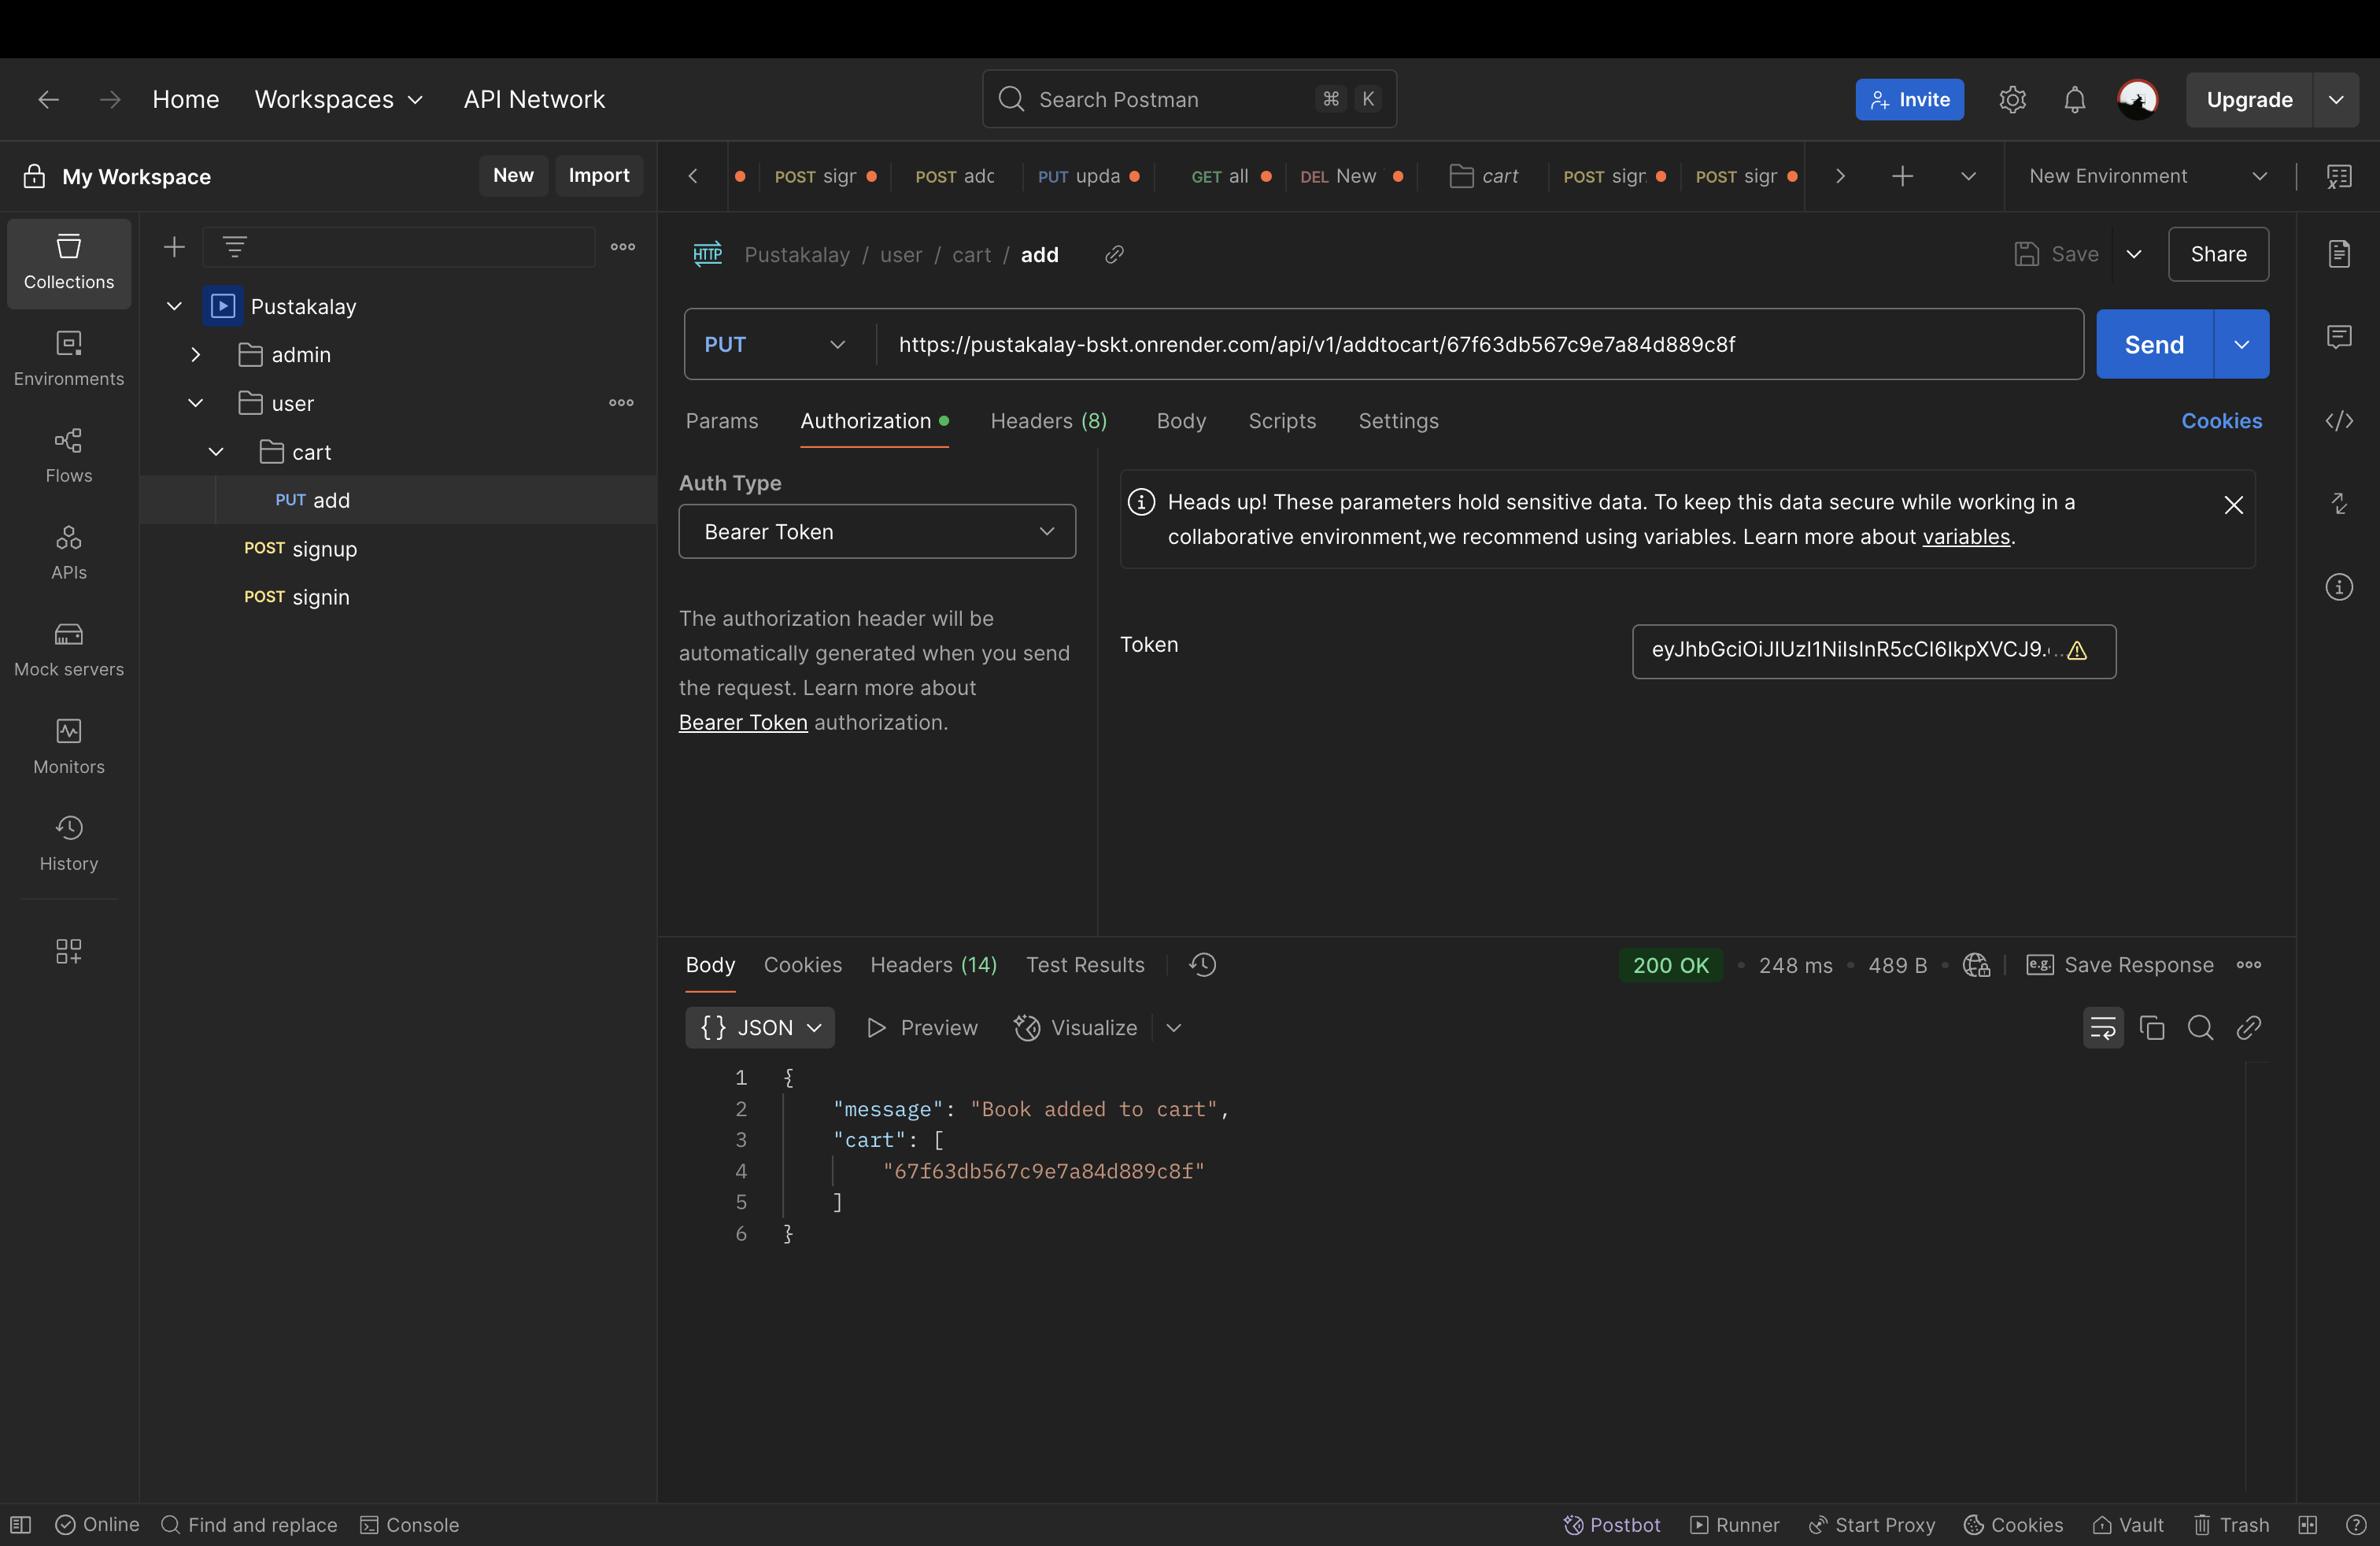 Home Workspaces API Network
Search Postman ⌘ K
Invite
Upgrade
My Workspace
New Import
POST sigr
POST add
PUT upda
GET all
DEL New
cart
POST sigr
POST sigr
New Environment
Collections
Environments
Flows
APIs
Mock servers
Monitors
History
Pustakalay
admin
user
cart
PUT add
POST signup
POST signin
HTTP Pustakalay / user / cart / add
Save
Share
PUT https://pustakalay-bskt.onrender.com/api/v1/addtocart/67f63db567c9e7a84d889c8f
Send
Params Authorization Headers (8) Body Scripts Settings
Cookies
Auth Type
Bearer Token
The authorization header will be
automatically generated when you send
the request. Learn more about
Bearer Token authorization.
Heads up! These parameters hold sensitive data. To keep this data secure while working in a
collaborative environment,we recommend using variables. Learn more about variables.
Token
eyJhbGciOiJIUzI1NiIsInR5cCI6IkpXVCJ9.…
Body Cookies Headers (14) Test Results
200 OK • 248 ms • 489 B •
e.g. Save Response
{} JSON Preview Visualize
1 {
2 "message": "Book added to cart",
3 "cart": [
4 "67f63db567c9e7a84d889c8f"
5 ]
6 }
Online Find and replace Console
Postbot Runner Start Proxy Cookies Vault Trash